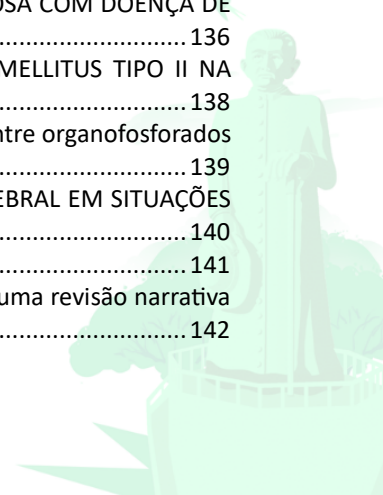 OSA COM DOENÇA DE
.......................................... 136
MELLITUS TIPO II NA
.......................................... 138
ntre organofosforados
.......................................... 139
EBRAL EM SITUAÇÕES
.......................................... 140
.......................................... 141
uma revisão narrativa
.......................................... 142